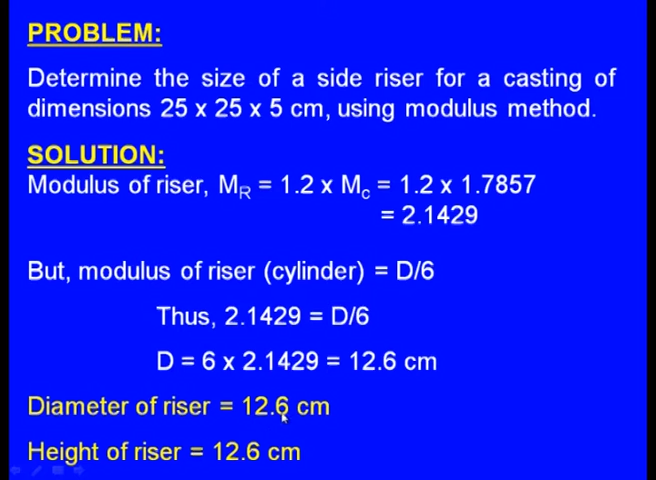 PROBLEM:
Determine the size of a side riser for a casting of
dimensions 25 x 25 x 5 cm, using modulus method.
SOLUTION:
Modulus of riser, M_R = 1.2 x M_c = 1.2 x 1.7857
= 2.1429
But, modulus of riser (cylinder) = D/6
Thus, 2.1429 = D/6
D = 6 x 2.1429 = 12.6 cm
Diameter of riser = 12.6 cm
Height of riser = 12.6 cm